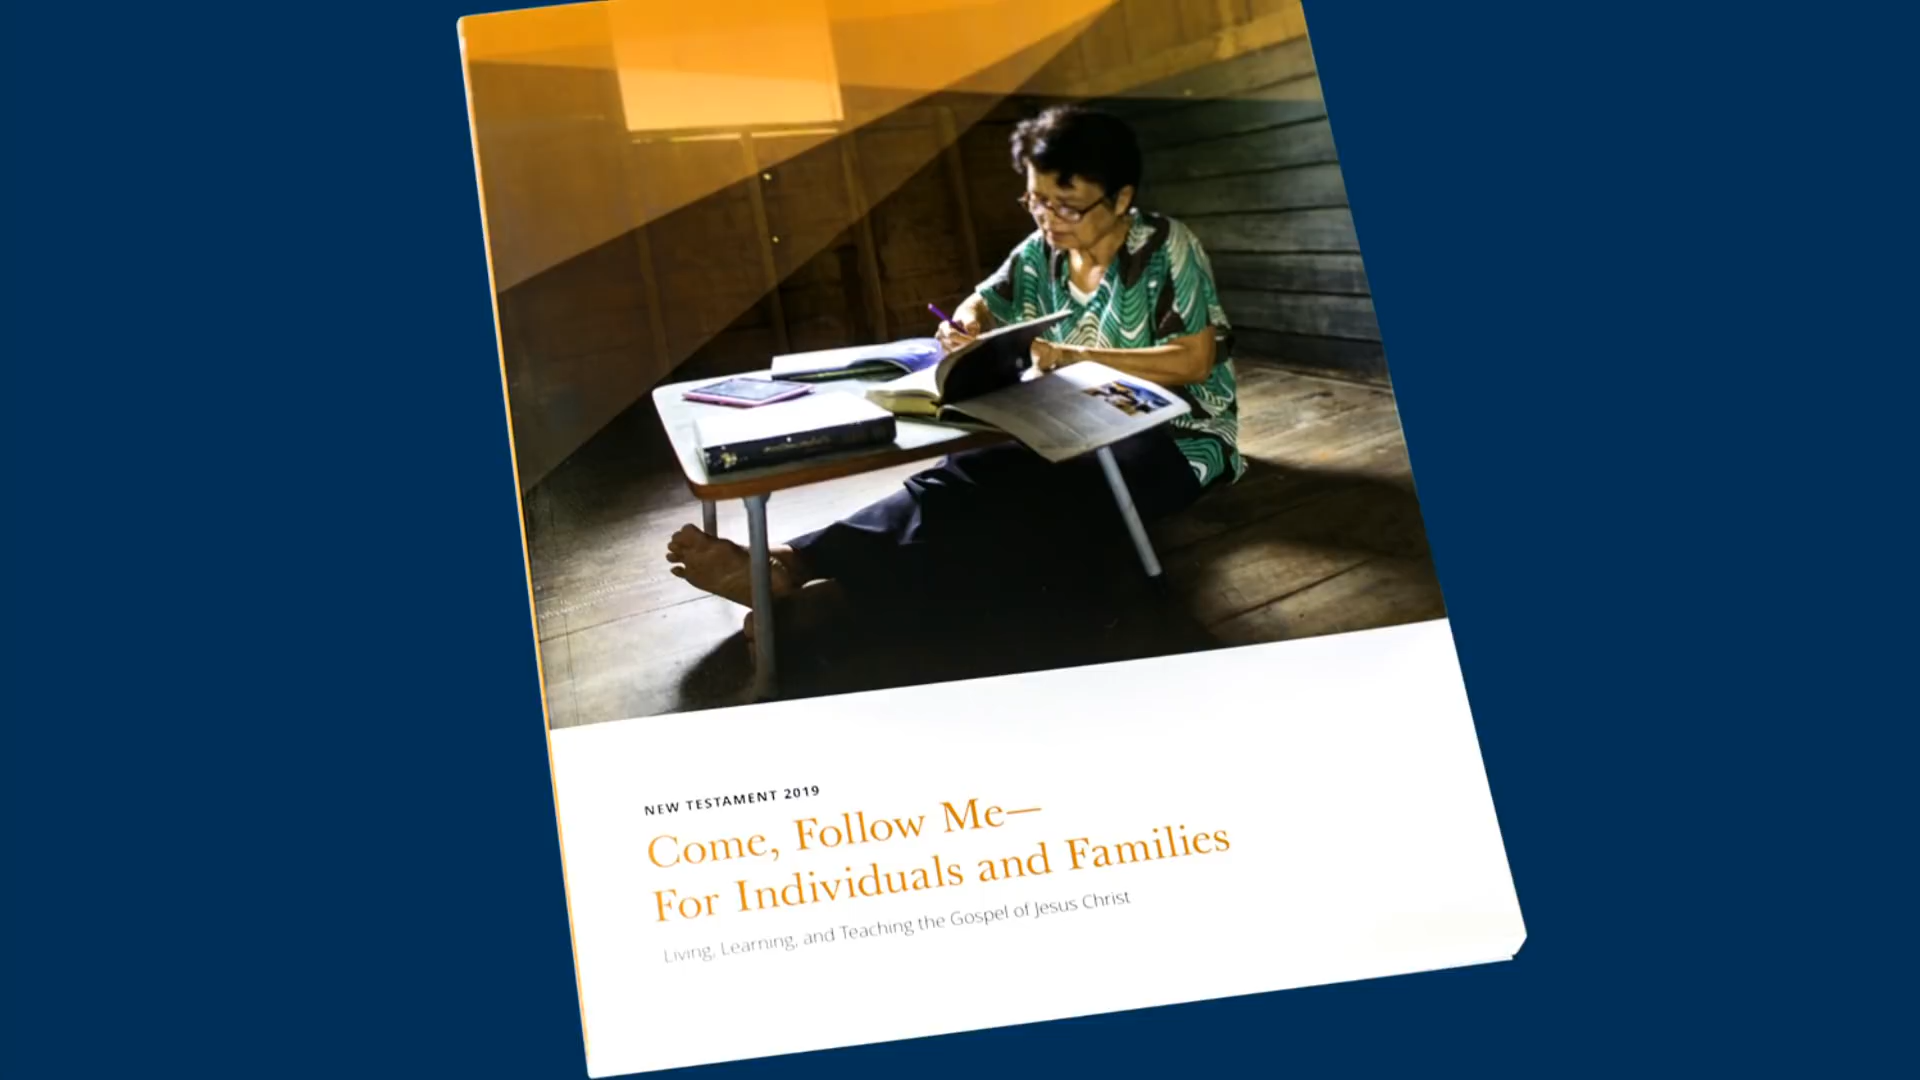 NEW TESTAMENT 2019
Come, Follow Me—
For Individuals and Families
Living, Learning, and Teaching the Gospel of Jesus Christ